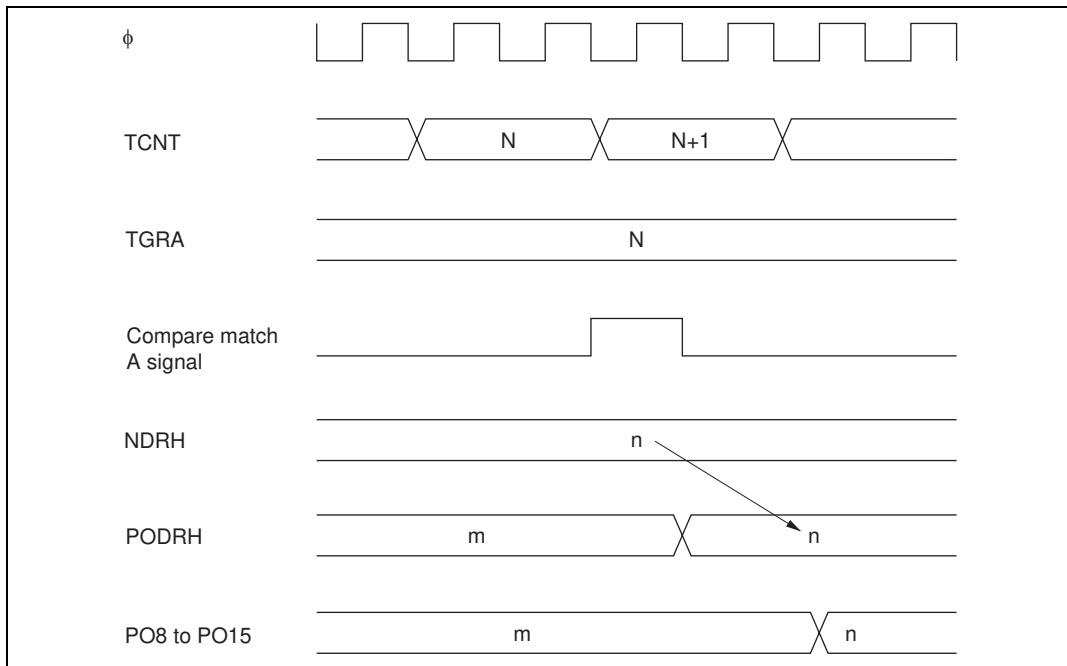 ϕ
TCNT N N+1
TGRA N
Compare match
A signal
NDRH n
PODRH m n
PO8 to PO15 m n